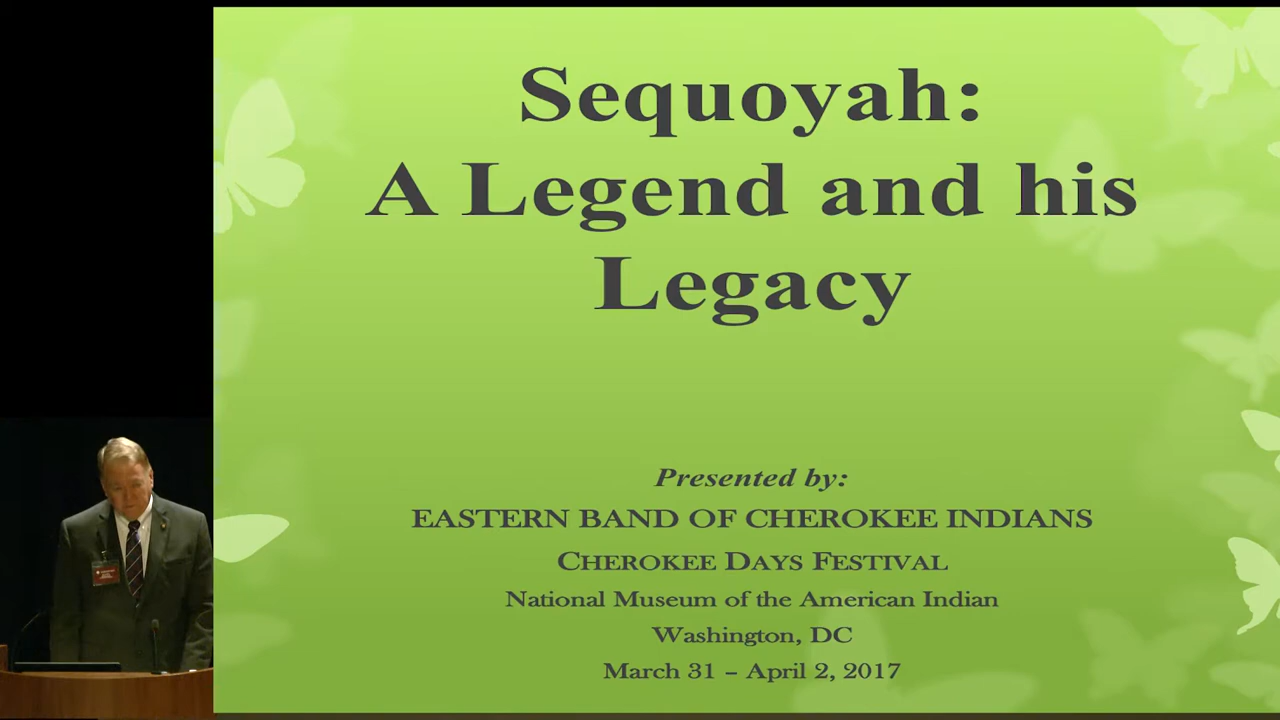 Sequoyah:
A Legend and his
Legacy
Presented by:
EASTERN BAND OF CHEROKEE INDIANS
CHEROKEE DAYS FESTIVAL
National Museum of the American Indian
Washington, DC
March 31 – April 2, 2017